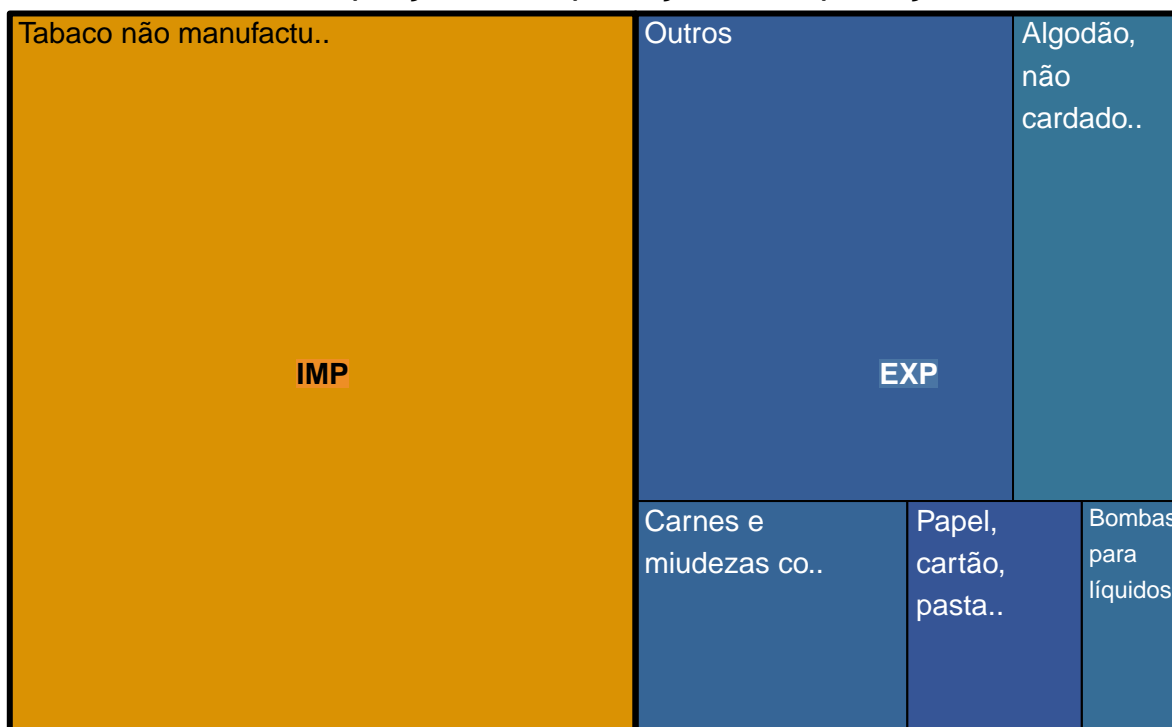 Tabaco não manufactu..
IMP
Outros
EXP
Algodão,
não
cardado..
Carnes e
miudezas co..
Papel,
cartão,
pasta..
Bombas
para
líquidos